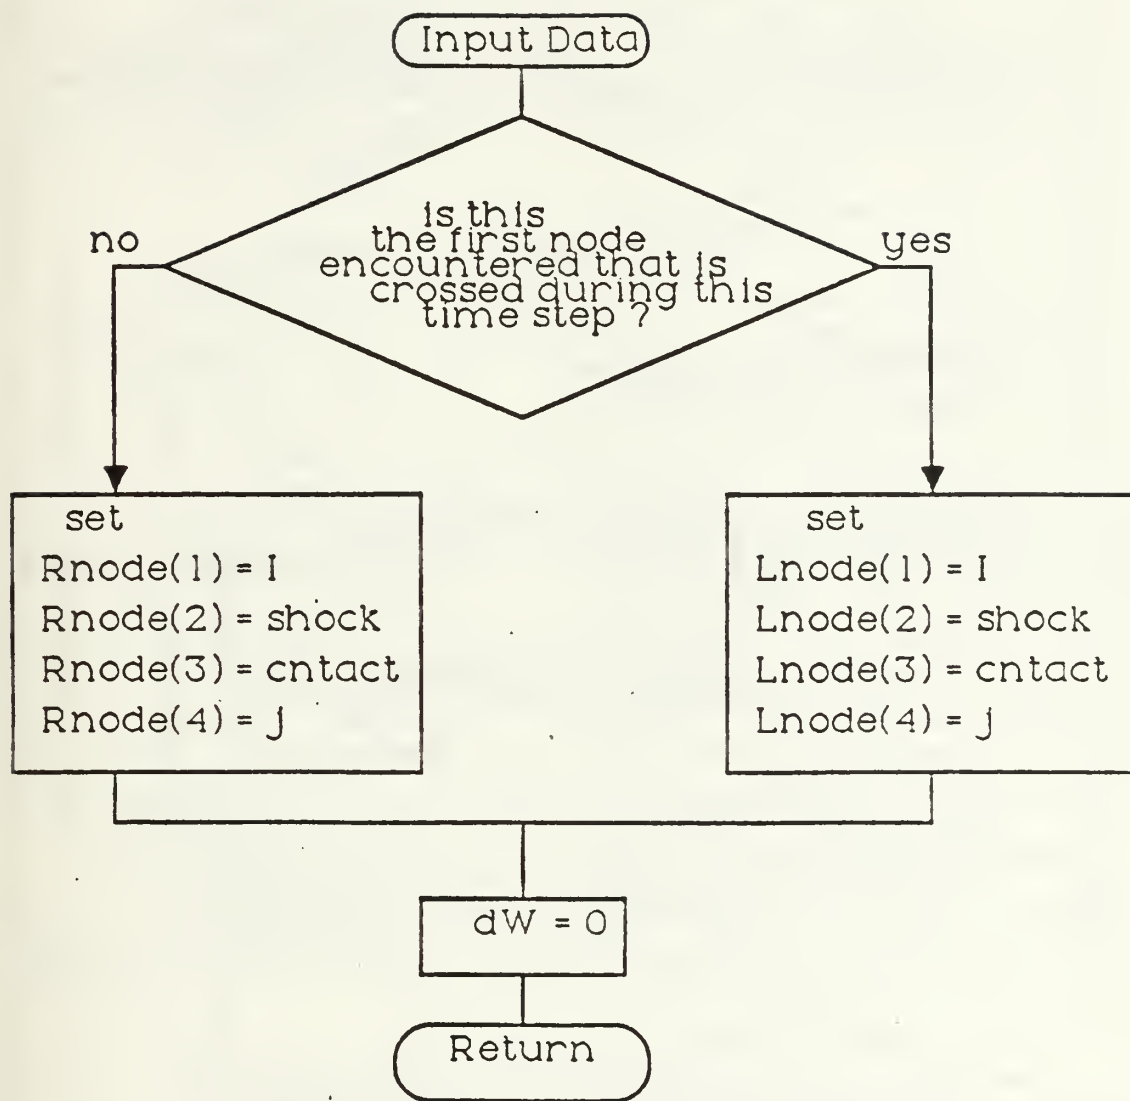 Input Data
is this
the first node
encountered that is
crossed during this
time step ?
no
yes
set
Rnode(1) = I
Rnode(2) = shock
Rnode(3) = cntact
Rnode(4) = j
set
Lnode(1) = I
Lnode(2) = shock
Lnode(3) = cntact
Lnode(4) = j
dW = 0
Return